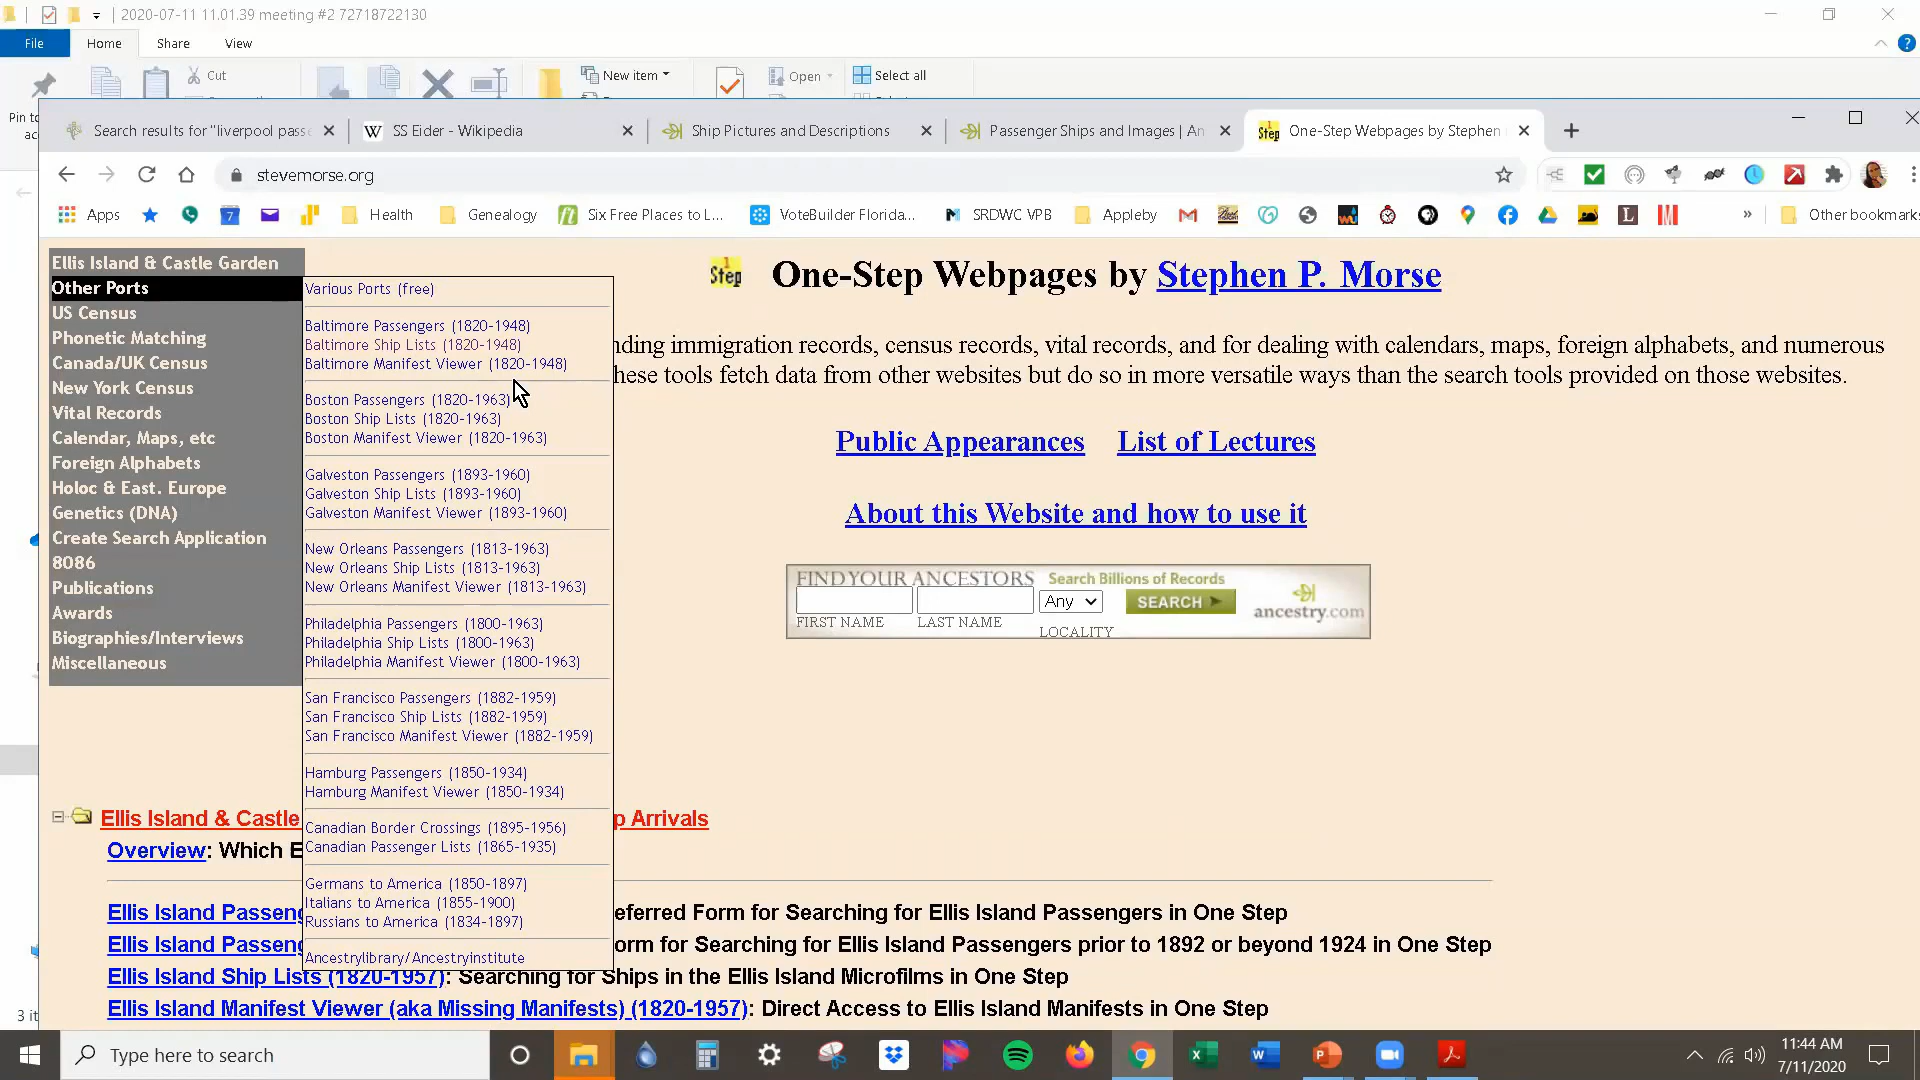 2020-07-11 11.01.39 meeting #2 72718722130
File Home Share View
Cut
New item
Open
Select all
Pin to
ac
Search results for "liverpool pass
SS Eider - Wikipedia
Ship Pictures and Descriptions
Passenger Ships and Images | An
One-Step Webpages by Stephen
stevemorse.org
Apps
Health
Genealogy
Six Free Places to L...
VoteBuilder Florida...
SRDWC VPB
Appleby
Other bookmarks
Ellis Island & Castle Garden
Other Ports
US Census
Phonetic Matching
Canada/UK Census
New York Census
Vital Records
Calendar, Maps, etc
Foreign Alphabets
Holoc & East. Europe
Genetics (DNA)
Create Search Application
8086
Publications
Awards
Biographies/Interviews
Miscellaneous
Various Ports (free)
Baltimore Passengers (1820-1948)
Baltimore Ship Lists (1820-1948)
Baltimore Manifest Viewer (1820-1948)
Boston Passengers (1820-1963)
Boston Ship Lists (1820-1963)
Boston Manifest Viewer (1820-1963)
Galveston Passengers (1893-1960)
Galveston Ship Lists (1893-1960)
Galveston Manifest Viewer (1893-1960)
New Orleans Passengers (1813-1963)
New Orleans Ship Lists (1813-1963)
New Orleans Manifest Viewer (1813-1963)
Philadelphia Passengers (1800-1963)
Philadelphia Ship Lists (1800-1963)
Philadelphia Manifest Viewer (1800-1963)
San Francisco Passengers (1882-1959)
San Francisco Ship Lists (1882-1959)
San Francisco Manifest Viewer (1882-1959)
Hamburg Passengers (1850-1934)
Hamburg Manifest Viewer (1850-1934)
Canadian Border Crossings (1895-1956)
Canadian Passenger Lists (1865-1935)
Germans to America (1850-1897)
Italians to America (1855-1900)
Russians to America (1834-1897)
Ancestrylibrary/Ancestryinstitute
Step One-Step Webpages by Stephen P. Morse
nding immigration records, census records, vital records, and for dealing with calendars, maps, foreign alphabets, and numerous
hese tools fetch data from other websites but do so in more versatile ways than the search tools provided on those websites.
Public Appearances List of Lectures
About this Website and how to use it
FIND YOUR ANCESTORS Search Billions of Records
Any SEARCH ancestry.com
FIRST NAME LAST NAME LOCALITY
Ellis Island & Castle p Arrivals
Overview: Which E
Ellis Island Passeng eferred Form for Searching for Ellis Island Passengers in One Step
Ellis Island Passeng orm for Searching for Ellis Island Passengers prior to 1892 or beyond 1924 in One Step
Ellis Island Ship Lists (1820-1957): Searching for Ships in the Ellis Island Microfilms in One Step
Ellis Island Manifest Viewer (aka Missing Manifests) (1820-1957): Direct Access to Ellis Island Manifests in One Step
3 it
Type here to search
11:44 AM
7/11/2020